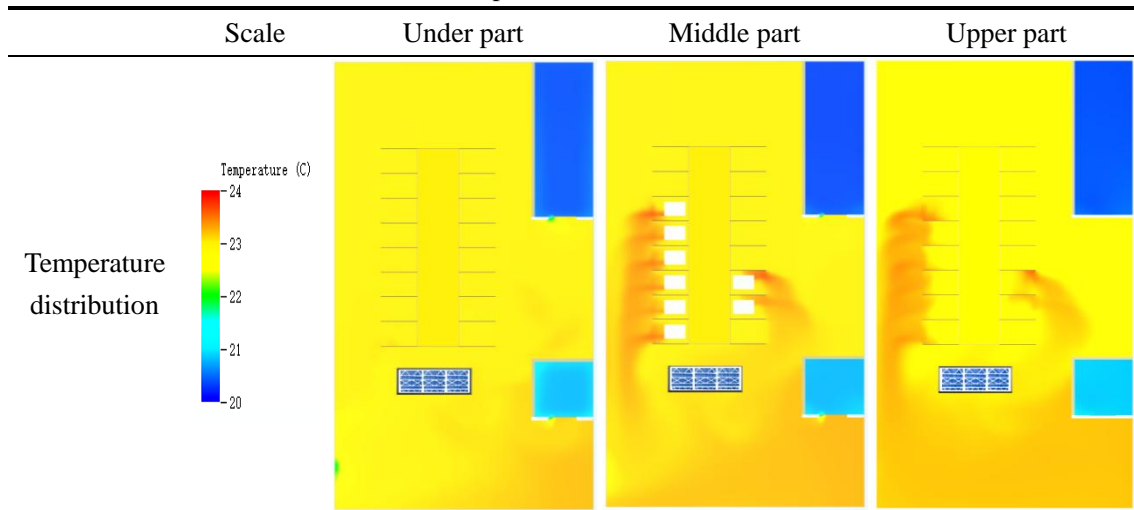 Scale Under part Middle part Upper part
Temperature (C)
24
23
Temperature
distribution
22
21
20